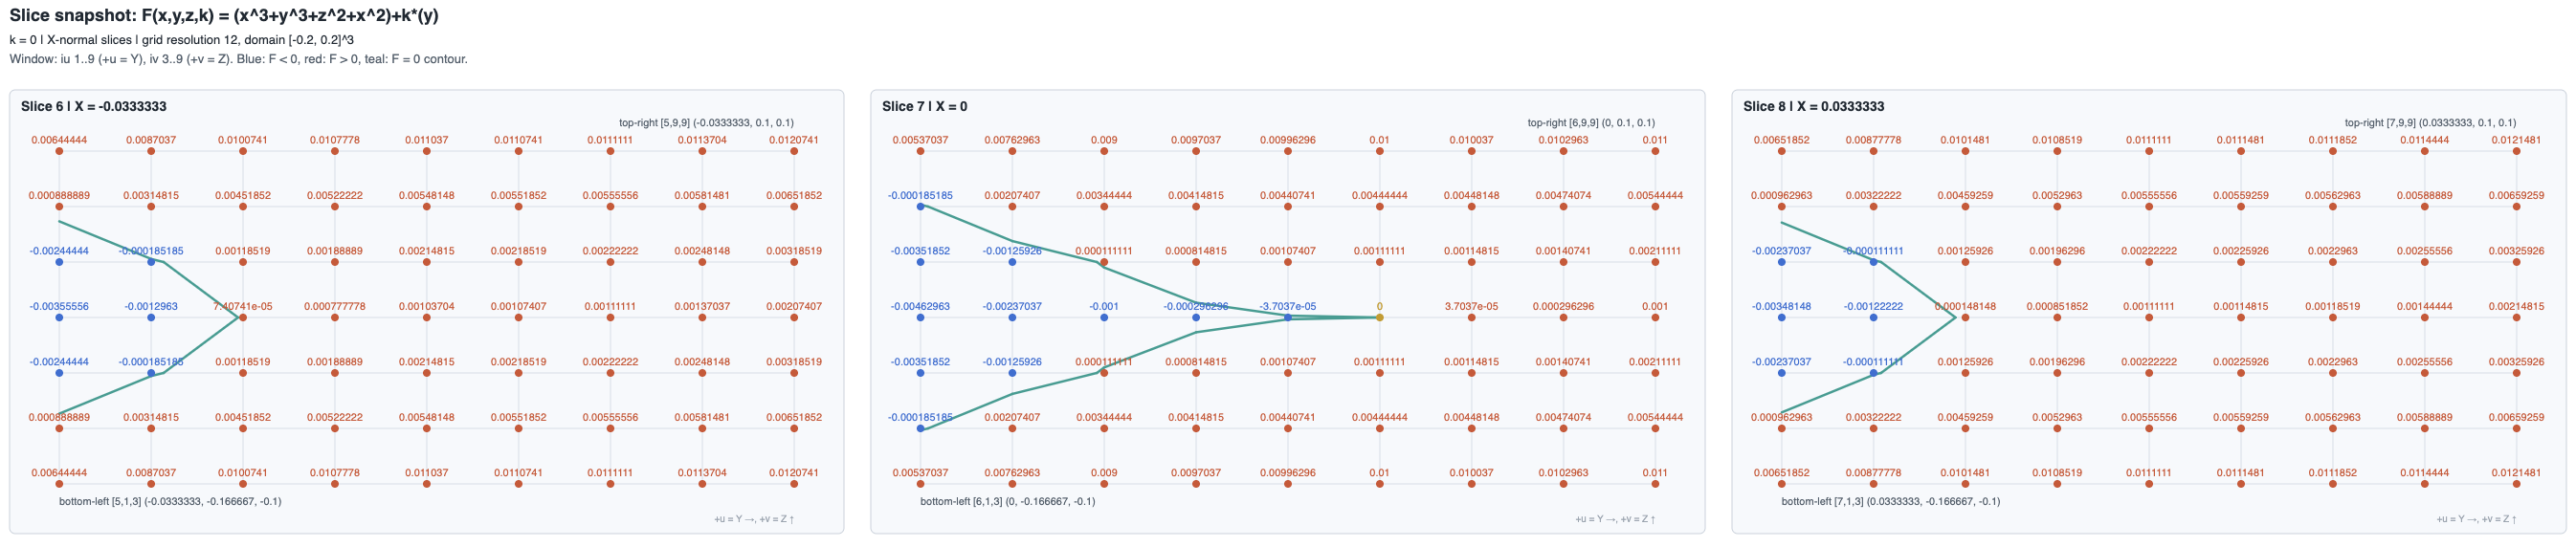 Slice snapshot: F(x,y,z,k) = (x^3+y^3+z^2+x^2)+k*(y)
k = 0 | X-normal slices | grid resolution 12, domain [-0.2, 0.2]^3
Window: iu 1..9 (+u = Y), iv 3..9 (+v = Z). Blue: F < 0, red: F > 0, teal: F = 0 contour.
Slice 6 | X = -0.0333333
top-right [5,9,9] (-0.0333333, 0.1, 0.1)
0.00644444 0.0087037 0.0100741 0.0107778 0.011037 0.0110741 0.0111111 0.0113704 0.0120741
0.000888889 0.00314815 0.00451852 0.00522222 0.00548148 0.00551852 0.00555556 0.00581481 0.00651852
-0.00244444 -0.000185185 0.00118519 0.00188889 0.00214815 0.00218519 0.00222222 0.00248148 0.00318519
-0.00355556 -0.0012963 7.40741e-05 0.000777778 0.00103704 0.00107407 0.00111111 0.00137037 0.00207407
-0.00244444 -0.000185185 0.00118519 0.00188889 0.00214815 0.00218519 0.00222222 0.00248148 0.00318519
0.000888889 0.00314815 0.00451852 0.00522222 0.00548148 0.00551852 0.00555556 0.00581481 0.00651852
0.00644444 0.0087037 0.0100741 0.0107778 0.011037 0.0110741 0.0111111 0.0113704 0.0120741
bottom-left [5,1,3] (-0.0333333, -0.166667, -0.1)
+u = Y →, +v = Z ↑
Slice 7 | X = 0
top-right [6,9,9] (0, 0.1, 0.1)
0.00537037 0.00762963 0.009 0.0097037 0.00996296 0.01 0.010037 0.0102963 0.011
-0.000185185 0.00207407 0.00344444 0.00414815 0.00440741 0.00444444 0.00448148 0.00474074 0.00544444
-0.00351852 -0.00125926 0.000111111 0.000814815 0.00107407 0.00111111 0.00114815 0.00140741 0.00211111
-0.00462963 -0.00237037 -0.001 -0.000296296 -3.7037e-05 0 3.7037e-05 0.000296296 0.001
-0.00351852 -0.00125926 0.000111111 0.000814815 0.00107407 0.00111111 0.00114815 0.00140741 0.00211111
-0.000185185 0.00207407 0.00344444 0.00414815 0.00440741 0.00444444 0.00448148 0.00474074 0.00544444
0.00537037 0.00762963 0.009 0.0097037 0.00996296 0.01 0.010037 0.0102963 0.011
bottom-left [6,1,3] (0, -0.166667, -0.1)
+u = Y →, +v = Z ↑
Slice 8 | X = 0.0333333
top-right [7,9,9] (0.0333333, 0.1, 0.1)
0.00651852 0.00877778 0.0101481 0.0108519 0.0111111 0.0111481 0.0111852 0.0114444 0.0121481
0.000962963 0.00322222 0.00459259 0.0052963 0.00555556 0.00559259 0.00562963 0.00588889 0.00659259
-0.00237037 -0.000111111 0.00125926 0.00196296 0.00222222 0.00225926 0.0022963 0.00255556 0.00325926
-0.00348148 -0.00122222 0.000148148 0.000851852 0.00111111 0.00114815 0.00118519 0.00144444 0.00214815
-0.00237037 -0.000111111 0.00125926 0.00196296 0.00222222 0.00225926 0.0022963 0.00255556 0.00325926
0.000962963 0.00322222 0.00459259 0.0052963 0.00555556 0.00559259 0.00562963 0.00588889 0.00659259
0.00651852 0.00877778 0.0101481 0.0108519 0.0111111 0.0111481 0.0111852 0.0114444 0.0121481
bottom-left [7,1,3] (0.0333333, -0.166667, -0.1)
+u = Y →, +v = Z ↑